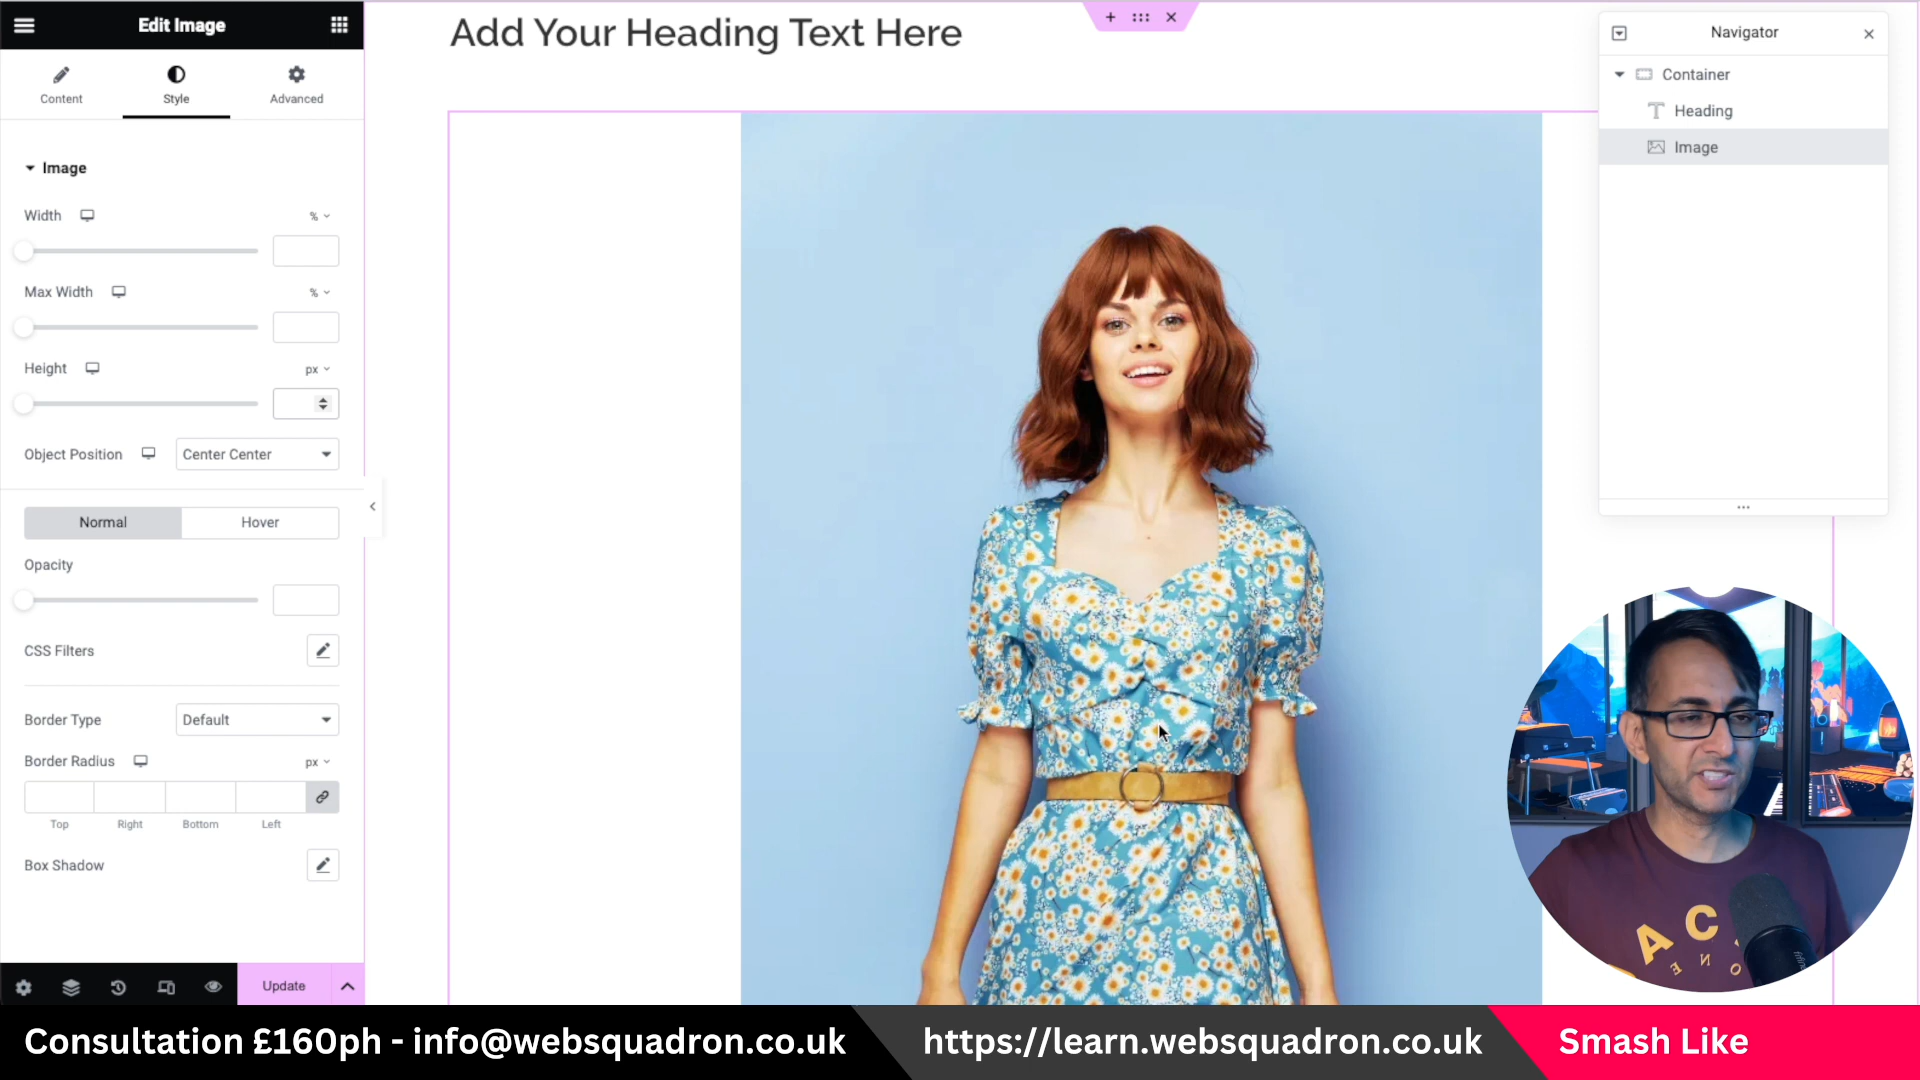 Edit Image
Content
Style
Advanced
Image
Width
%
Max Width
%
Height
px
Object Position
Center Center
Normal
Hover
Opacity
CSS Filters
Border Type
Default
Border Radius
px
Top
Right
Bottom
Left
Box Shadow
Update
Add Your Heading Text Here
Navigator
Container
Heading
Image
Consultation £160ph - info@websquadron.co.uk
https://learn.websquadron.co.uk
Smash Like